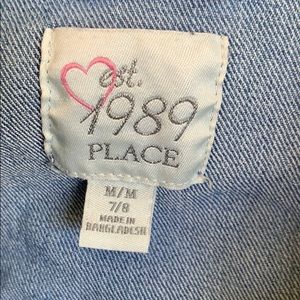 est.
1989
PLACE
M/M
7/8
MADE IN
BANGLADESH